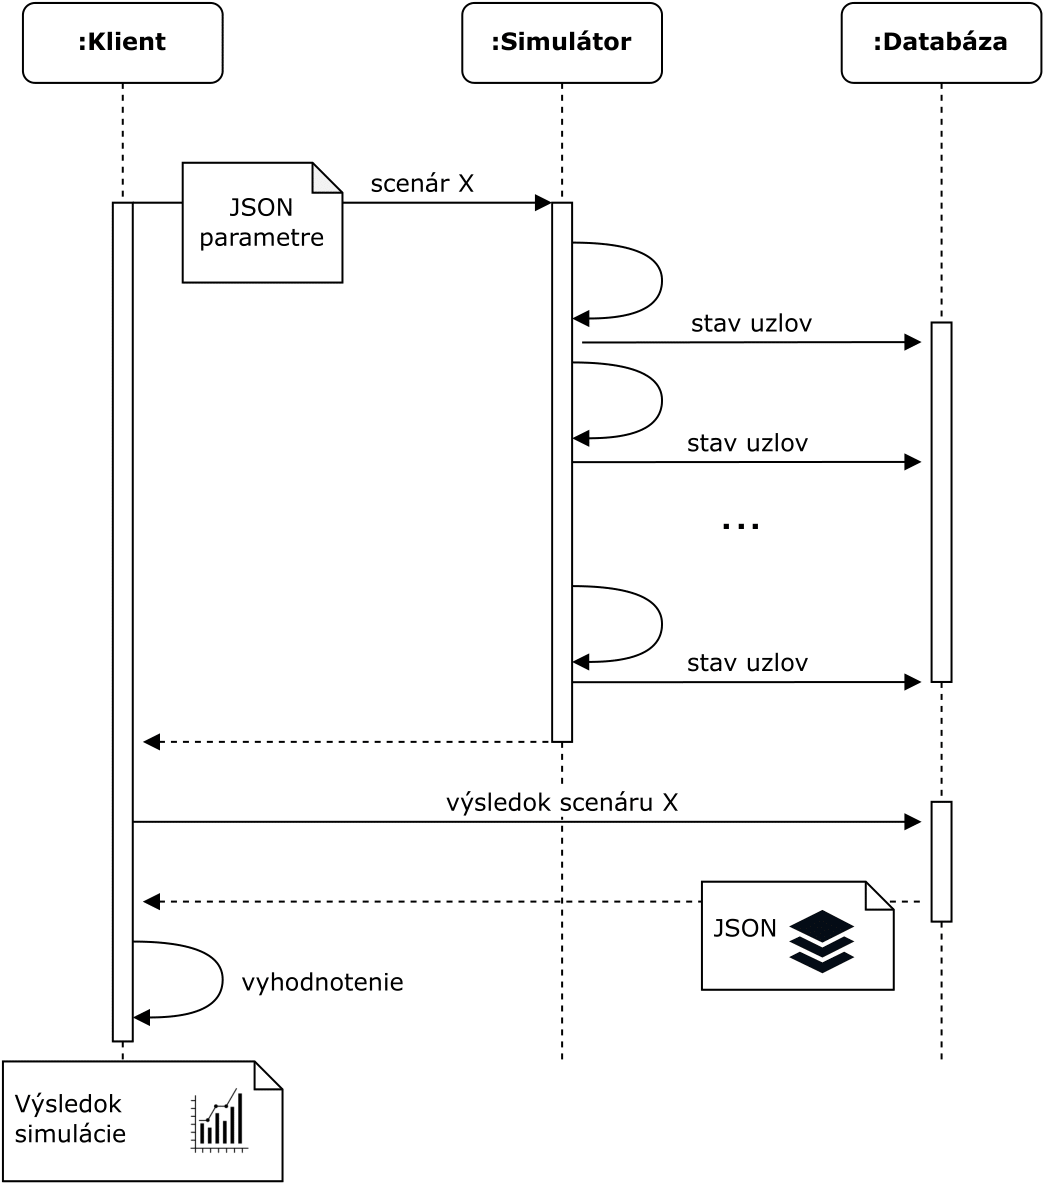 :Klient
:Simulátor
:Databáza
scenár X
JSON
parametre
stav uzlov
stav uzlov
...
stav uzlov
výsledok scenáru X
JSON
vyhodnotenie
Výsledok
simulácie